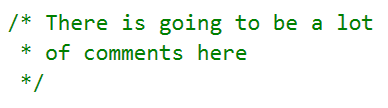 /* There is going to be a lot
 * of comments here
 */